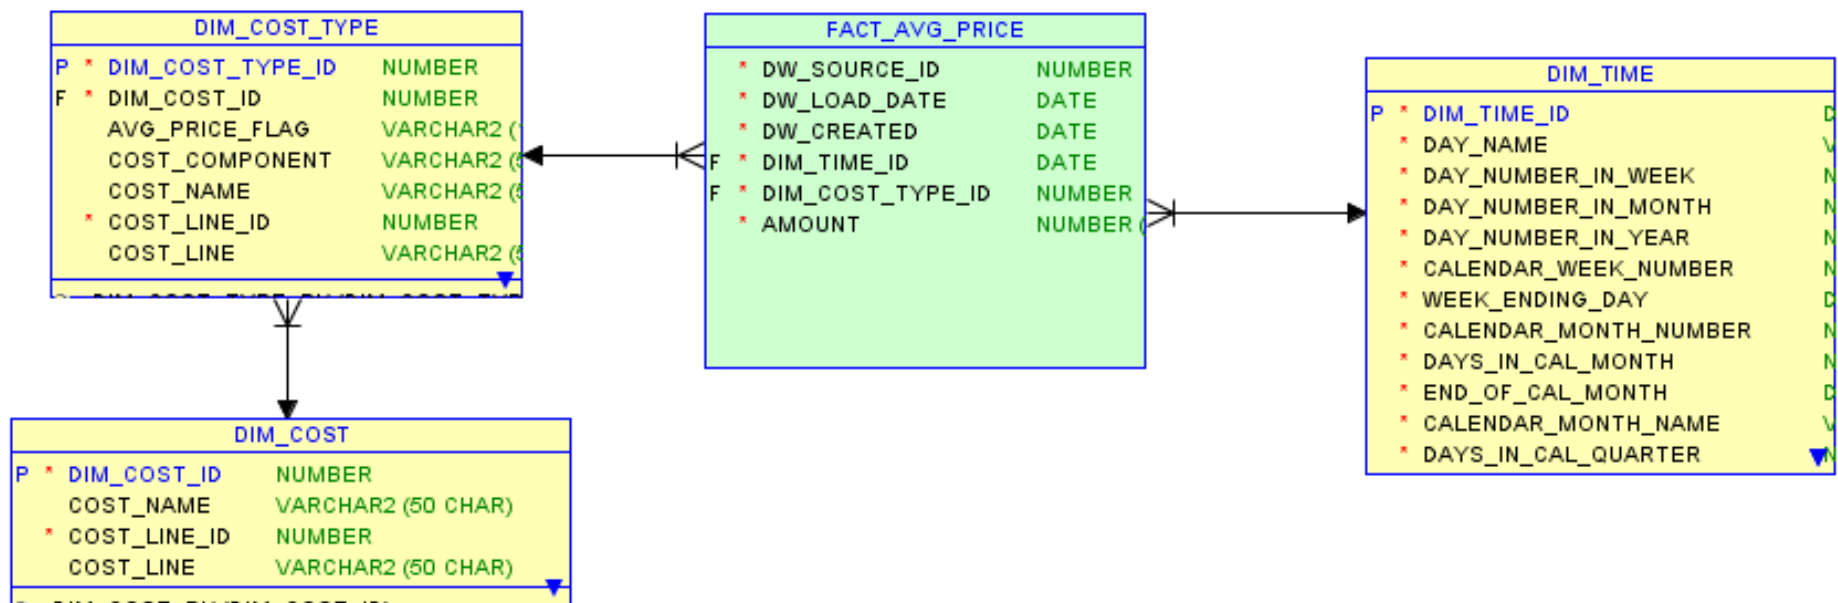 DIM_COST_TYPE
P * DIM_COST_TYPE_ID NUMBER
F * DIM_COST_ID NUMBER
AVG_PRICE_FLAG VARCHAR2 (
COST_COMPONENT VARCHAR2 (
COST_NAME VARCHAR2 (
* COST_LINE_ID NUMBER
COST_LINE VARCHAR2 (
FACT_AVG_PRICE
* DW_SOURCE_ID NUMBER
* DW_LOAD_DATE DATE
* DW_CREATED DATE
F * DIM_TIME_ID DATE
F * DIM_COST_TYPE_ID NUMBER
* AMOUNT NUMBER (
DIM_TIME
P * DIM_TIME_ID
* DAY_NAME
* DAY_NUMBER_IN_WEEK
* DAY_NUMBER_IN_MONTH
* DAY_NUMBER_IN_YEAR
* CALENDAR_WEEK_NUMBER
* WEEK_ENDING_DAY
* CALENDAR_MONTH_NUMBER
* DAYS_IN_CAL_MONTH
* END_OF_CAL_MONTH
* CALENDAR_MONTH_NAME
* DAYS_IN_CAL_QUARTER
DIM_COST
P * DIM_COST_ID NUMBER
COST_NAME VARCHAR2 (50 CHAR)
* COST_LINE_ID NUMBER
COST_LINE VARCHAR2 (50 CHAR)